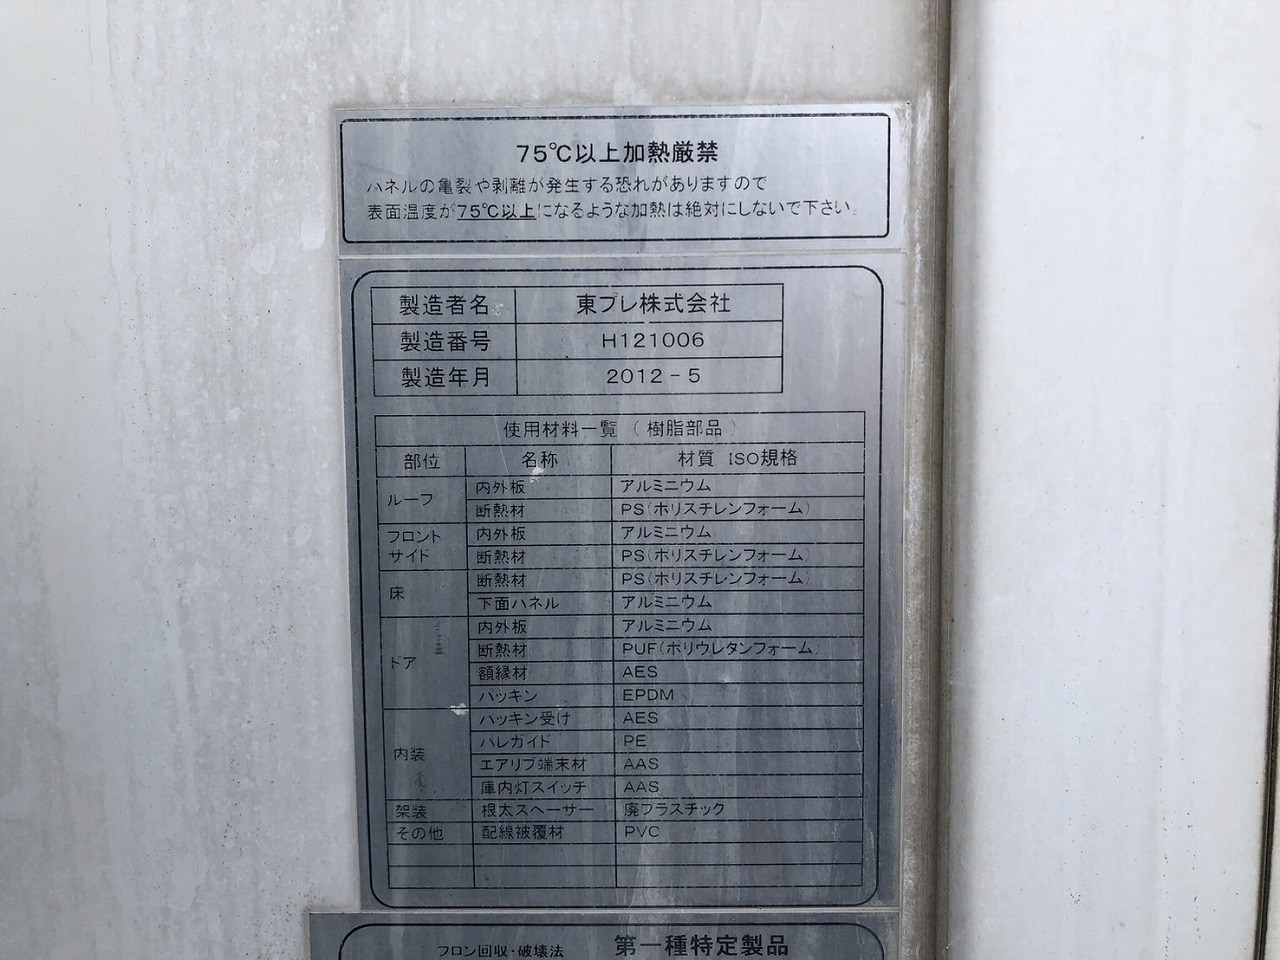 75℃以上加熱厳禁
パネルの亀裂や剥離が発生する恐れがありますので
表面温度が75℃以上になるような加熱は絶対にしないで下さい。
製造者名 東プレ株式会社
製造番号 H121006
製造年月 2012-5
使用材料一覧(樹脂部品)
部位 名称 材質 ISO規格
ルーフ 内外板 アルミニウム
断熱材 PS(ポリスチレンフォーム)
フロント サイド 内外板 アルミニウム
断熱材 PS(ポリスチレンフォーム)
床 断熱材 PS(ポリスチレンフォーム)
下面パネル アルミニウム
ドア 内外板 アルミニウム
断熱材 PUF(ポリウレタンフォーム)
額縁材 AES
パッキン EPDM
内装 パッキン受け AES
パレガイド PE
エアリブ端末材 AAS
庫内灯スイッチ AAS
架装 根太スペーサー 廃プラスチック
その他 配線被覆材 PVC
フロン回収・破壊法 第一種特定製品